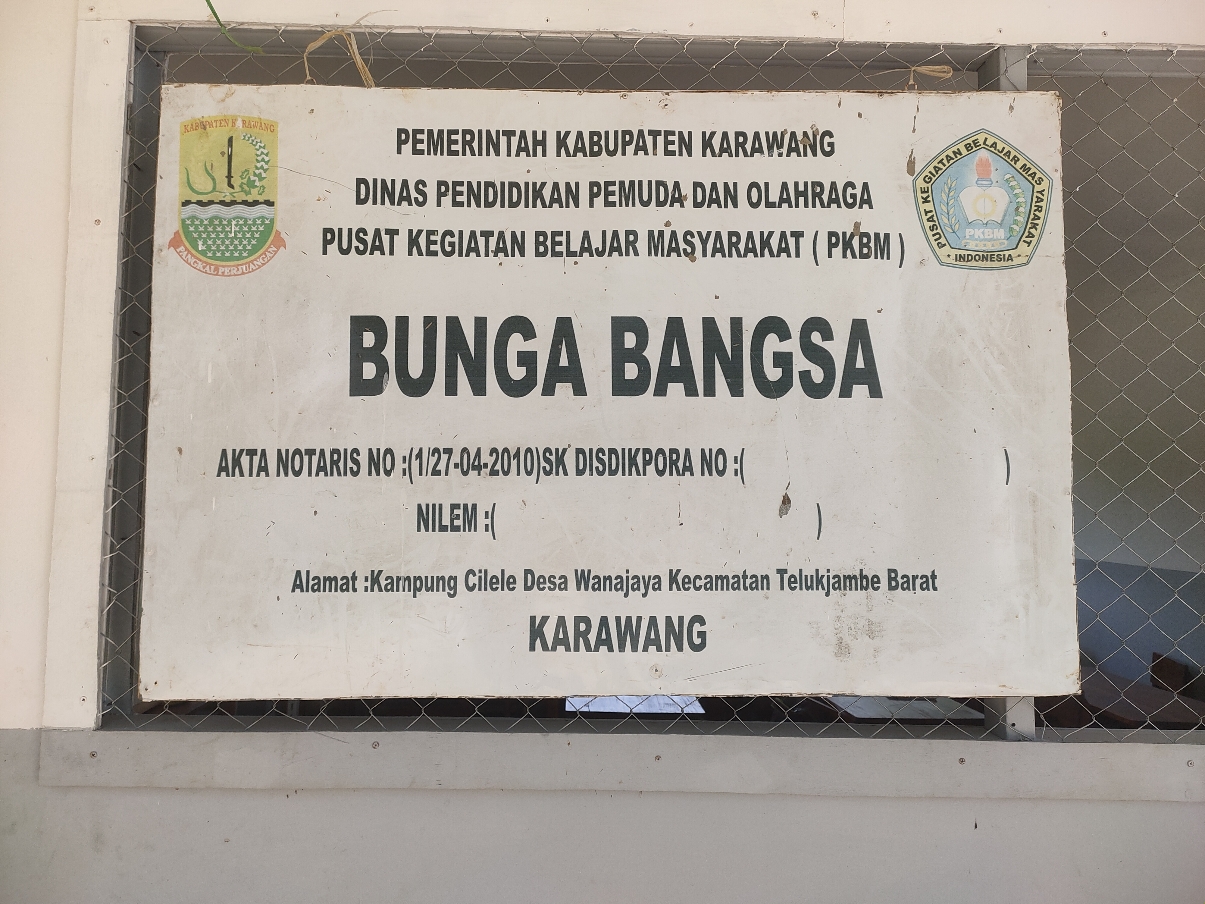 KABUPATEN KARAWANG
PANGKAL PERJUANGAN
PEMERINTAH KABUPATEN KARAWANG
DINAS PENDIDIKAN PEMUDA DAN OLAHRAGA
PUSAT KEGIATAN BELAJAR MASYARAKAT ( PKBM )
PUSAT KEGIATAN BELAJAR MASYARAKAT
PKBM
INDONESIA
BUNGA BANGSA
AKTA NOTARIS NO :(1/27-04-2010)SK DISDIKPORA NO :( )
NILEM :( )
Alamat :Kampung Cilele Desa Wanajaya Kecamatan Telukjambe Barat
KARAWANG